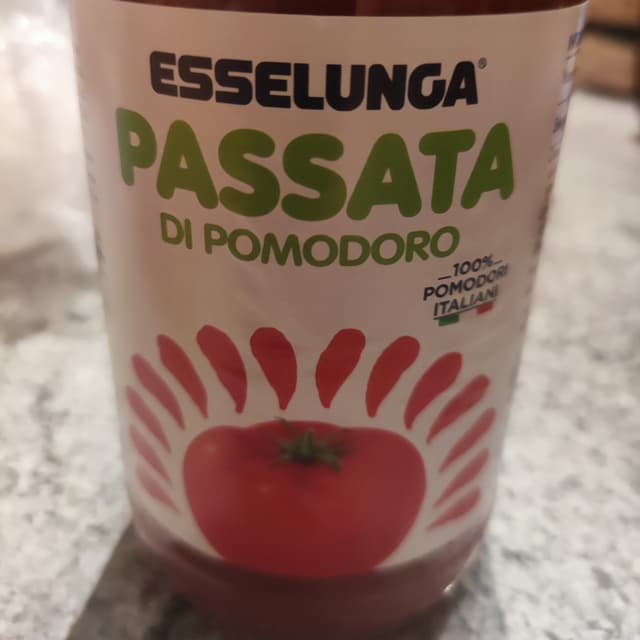 ESSELUNGA®
PASSATA
DI POMODORO
100%
POMODORI
ITALIANI